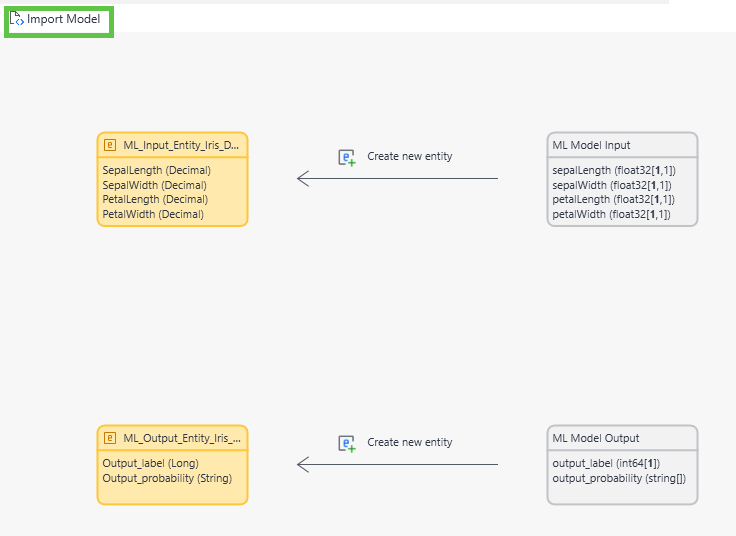 Import Model
ML_Input_Entity_Iris_D...
Create new entity
ML Model Input
SepalLength (Decimal)
SepalWidth (Decimal)
PetalLength (Decimal)
PetalWidth (Decimal)
sepalLength (float32[1,1])
sepalWidth (float32[1,1])
petalLength (float32[1,1])
petalWidth (float32[1,1])
ML_Output_Entity_Iris_...
Create new entity
ML Model Output
Output_label (Long)
Output_probability (String)
output_label (int64[1])
output_probability (string[])